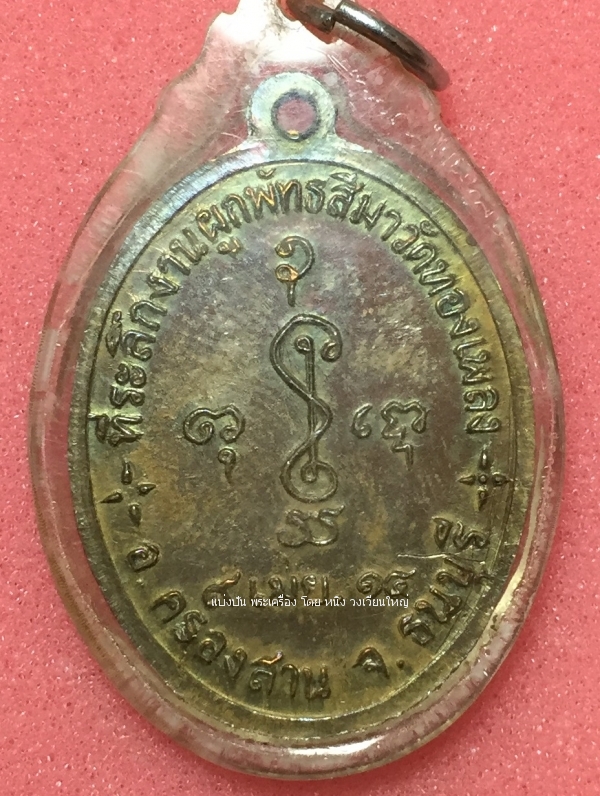 ที่ระลึกงานผูกพัทธสีมาวัดทองเพลง
๕ เมย ๑๕
แบ่งปัน พระเครื่อง โดย หนึ่ง วงเวียนใหญ่
อ. คลองสาน จ. ธนบุรี